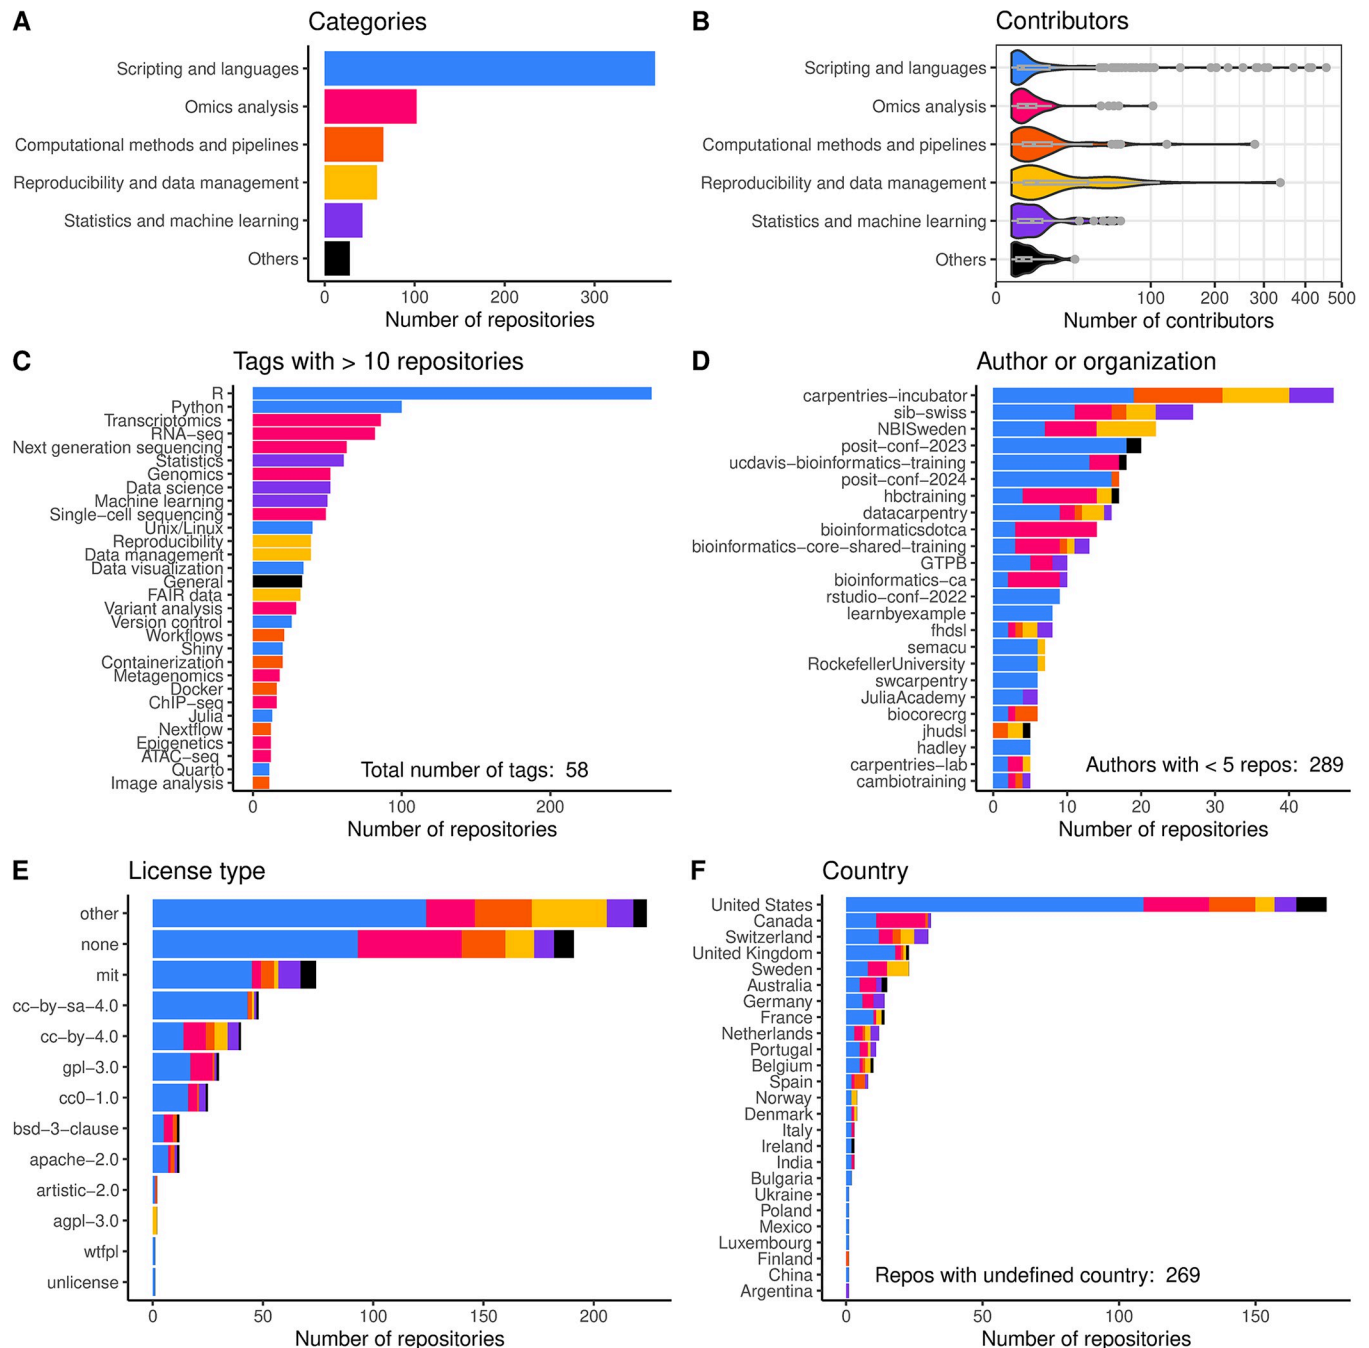 A
Categories
Scripting and languages
Omics analysis
Computational methods and pipelines
Reproducibility and data management
Statistics and machine learning
Others
0 100 200 300
Number of repositories
B
Contributors
Scripting and languages
Omics analysis
Computational methods and pipelines
Reproducibility and data management
Statistics and machine learning
Others
0 100 200 300 400 500
Number of contributors
C
Tags with > 10 repositories
R
Python
Transcriptomics
RNA−seq
Next generation sequencing
Statistics
Genomics
Data science
Machine learning
Single−cell sequencing
Unix/Linux
Reproducibility
Data management
Data visualization
General
FAIR data
Variant analysis
Version control
Workflows
Shiny
Containerization
Metagenomics
Docker
ChIP−seq
Julia
Nextflow
Epigenetics
ATAC−seq
Quarto
Image analysis
Total number of tags: 58
0 100 200
Number of repositories
D
Author or organization
carpentries−incubator
sib−swiss
NBISweden
posit−conf−2023
ucdavis−bioinformatics−training
posit−conf−2024
hbctraining
datacarpentry
bioinformaticsdotca
bioinformatics−core−shared−training
GTPB
bioinformatics−ca
rstudio−conf−2022
learnbyexample
fhdsl
semacu
RockefellerUniversity
swcarpentry
JuliaAcademy
biocorecrg
jhudsl
hadley
carpentries−lab
cambiotraining
Authors with < 5 repos: 289
0 10 20 30 40
Number of repositories
E
License type
other
none
mit
cc−by−sa−4.0
cc−by−4.0
gpl−3.0
cc0−1.0
bsd−3−clause
apache−2.0
artistic−2.0
agpl−3.0
wtfpl
unlicense
0 50 100 150 200
Number of repositories
F
Country
United States
Canada
Switzerland
United Kingdom
Sweden
Australia
Germany
France
Netherlands
Portugal
Belgium
Spain
Norway
Denmark
Italy
Ireland
India
Bulgaria
Ukraine
Poland
Mexico
Luxembourg
Finland
China
Argentina
Repos with undefined country: 269
0 50 100 150
Number of repositories